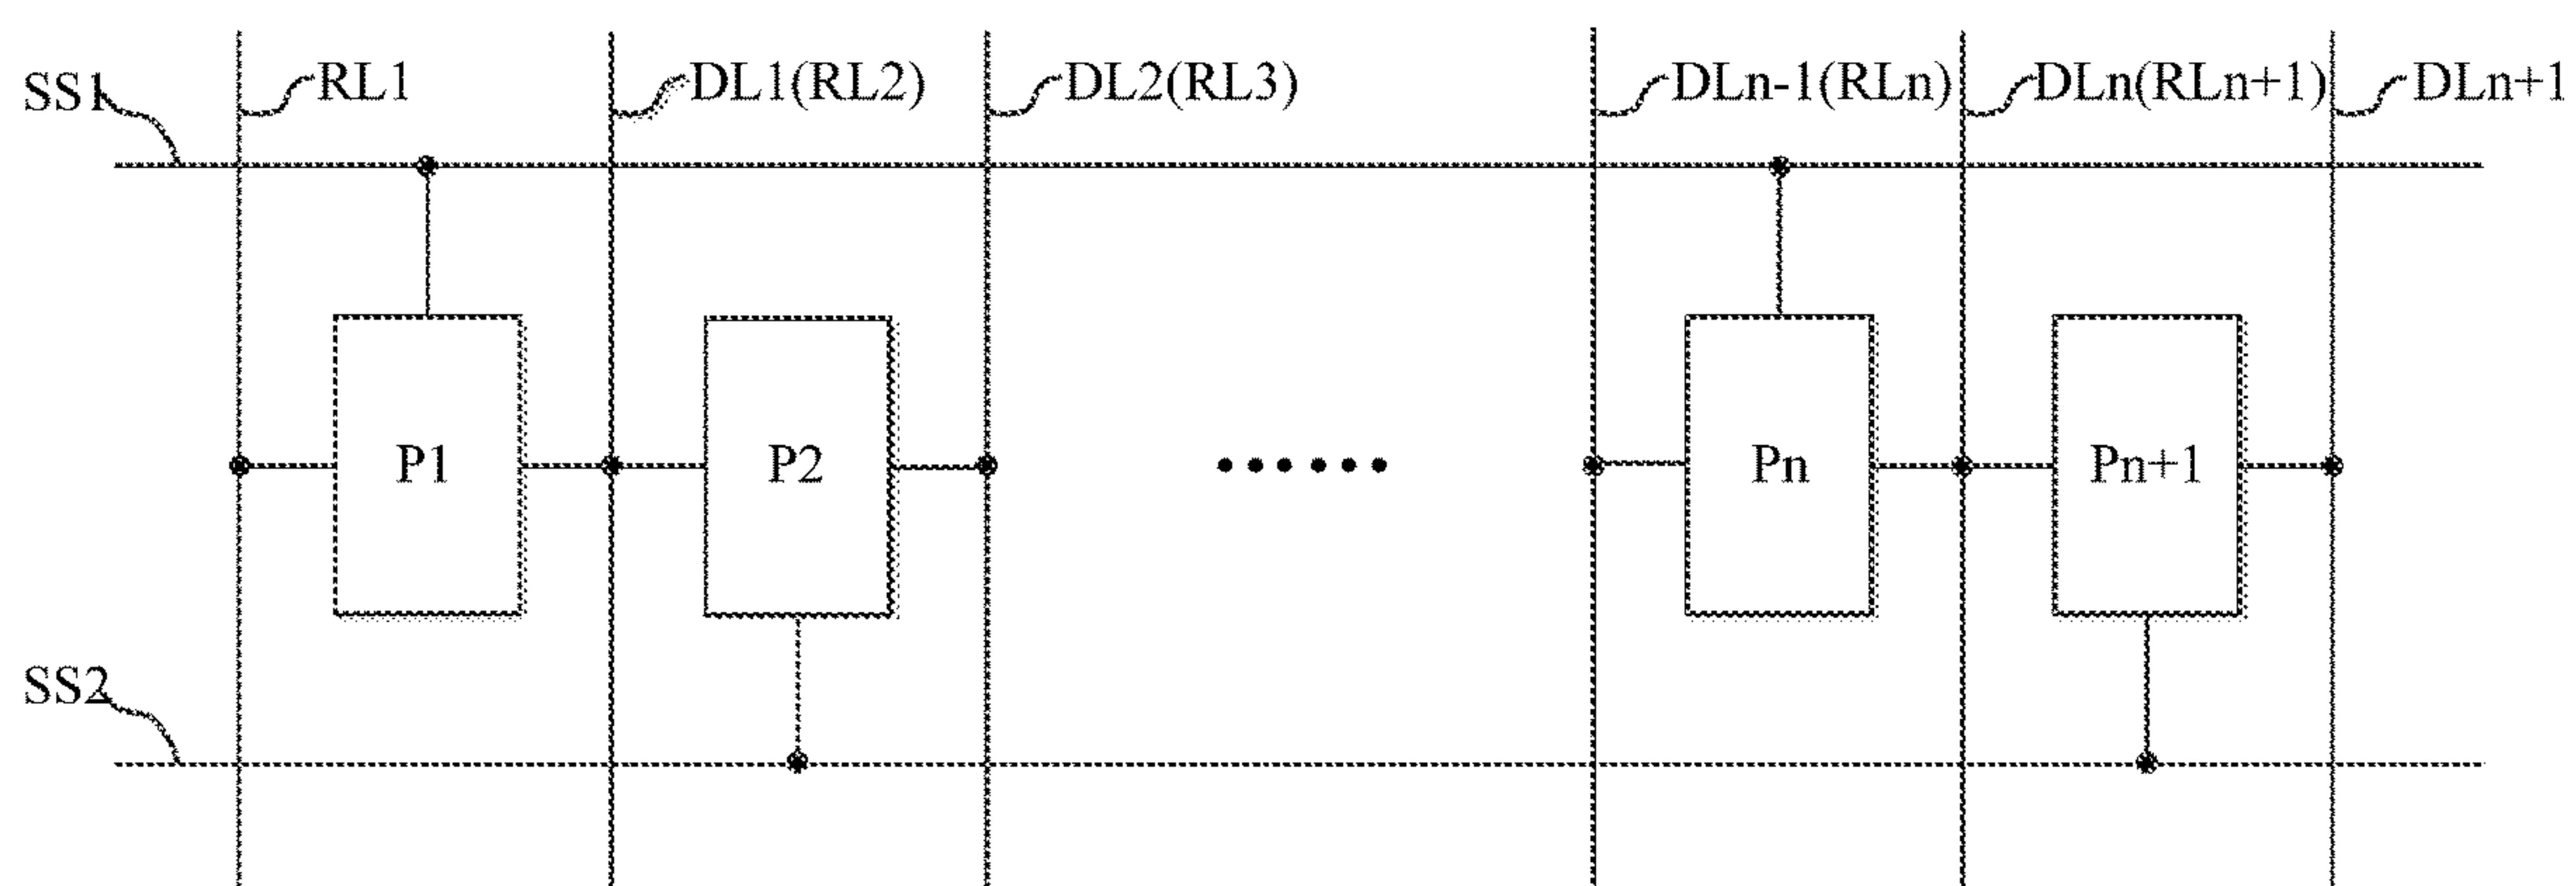 SS1 RL1 DL1(RL2) DL2(RL3) DLn-1(RLn) DLn(RLn+1) DLn+1
P1 P2 Pn Pn+1
SS2